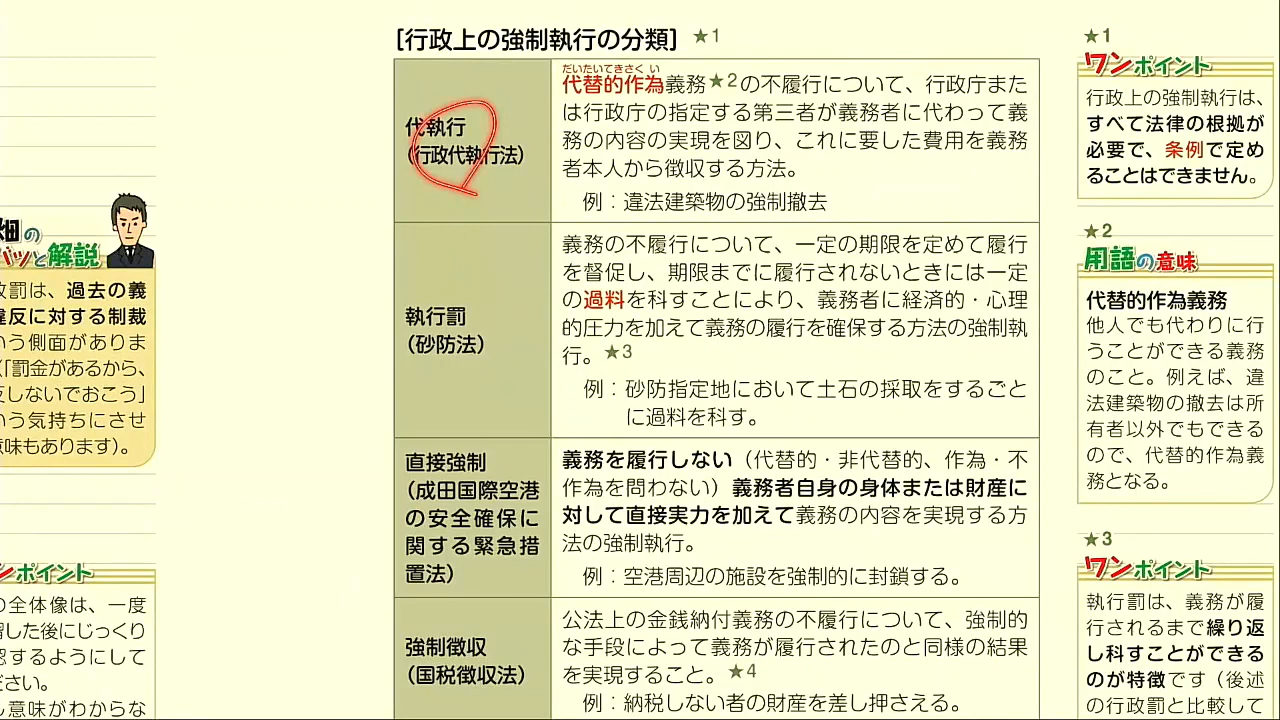 [行政上の強制執行の分類] ★1
代執行
(行政代執行法)
だいたいてきさくい
代替的作為義務★2の不履行について、行政庁また
は行政庁の指定する第三者が義務者に代わって義
務の内容の実現を図り、これに要した費用を義務
者本人から徴収する方法。
例：違法建築物の強制撤去
執行罰
(砂防法)
義務の不履行について、一定の期限を定めて履行
を督促し、期限までに履行されないときには一定
の過料を科すことにより、義務者に経済的・心理
的圧力を加えて義務の履行を確保する方法の強制執
行。★3
例：砂防指定地において土石の採取をするごと
に過料を科す。
直接強制
(成田国際空港
の安全確保に
関する緊急措
置法)
義務を履行しない（代替的・非代替的、作為・不
作為を問わない）義務者自身の身体または財産に
対して直接実力を加えて義務の内容を実現する方
法の強制執行。
例：空港周辺の施設を強制的に封鎖する。
強制徴収
(国税徴収法)
公法上の金銭納付義務の不履行について、強制的
な手段によって義務が履行されたのと同様の結果
を実現すること。★4
例：納税しない者の財産を差し押さえる。
★1
ワンポイント
行政上の強制執行は、
すべて法律の根拠が
必要で、条例で定め
ることはできません。
★2
用語の意味
代替的作為義務
他人でも代わりに行
うことができる義務
のこと。例えば、違
法建築物の撤去は所
有者以外でもできる
ので、代替的作為義
務となる。
★3
ワンポイント
執行罰は、義務が履
行されるまで繰り返
し科すことができる
のが特徴です（後述
の行政罰と比較して
畑の
パッと解説
政罰は、過去の義
違反に対する制裁
いう側面がありま
（「罰金があるから、
反しないでおこう」
いう気持ちにさせ
意味もあります）。
ンポイント
の全体像は、一度
習した後にじっくり
認するようにして
ださい。
し意味がわからな